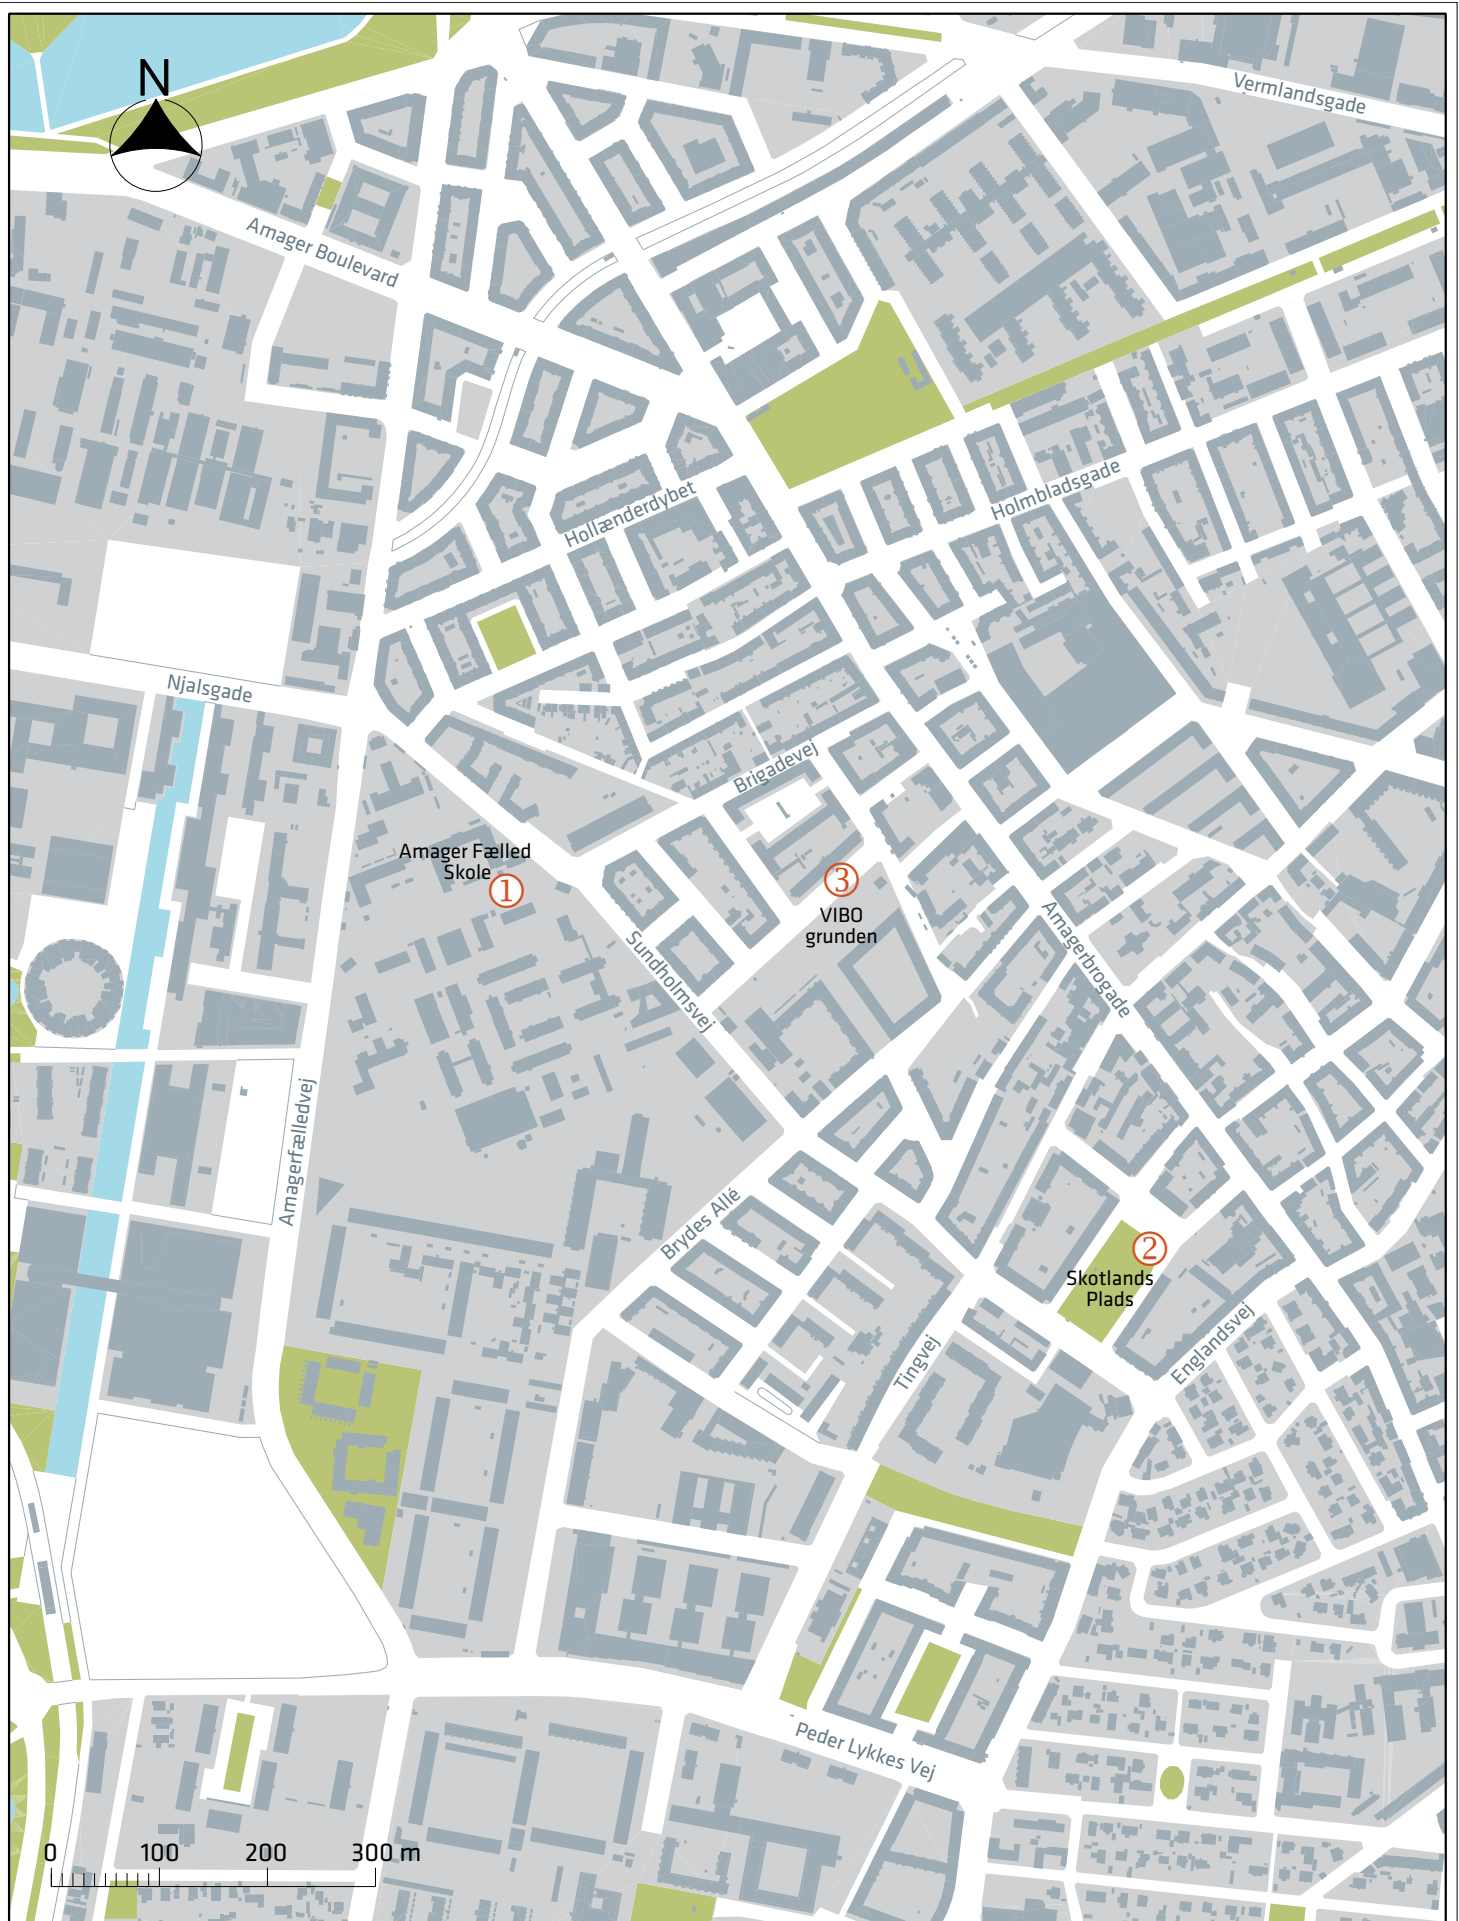 N
Vermlandsgade
Amager Boulevard
Hollænderdybet
Holmbladsgade
Njalsgade
Brigadevej
Amager Fælled
Skole
1
3
VIBO
grunden
Sundholmsvej
Amagerbrogade
Amagerfælledvej
Brydes Allé
2
Skotlands
Plads
Englandsvej
Tingvej
Peder Lykkes Vej
0 100 200 300 m